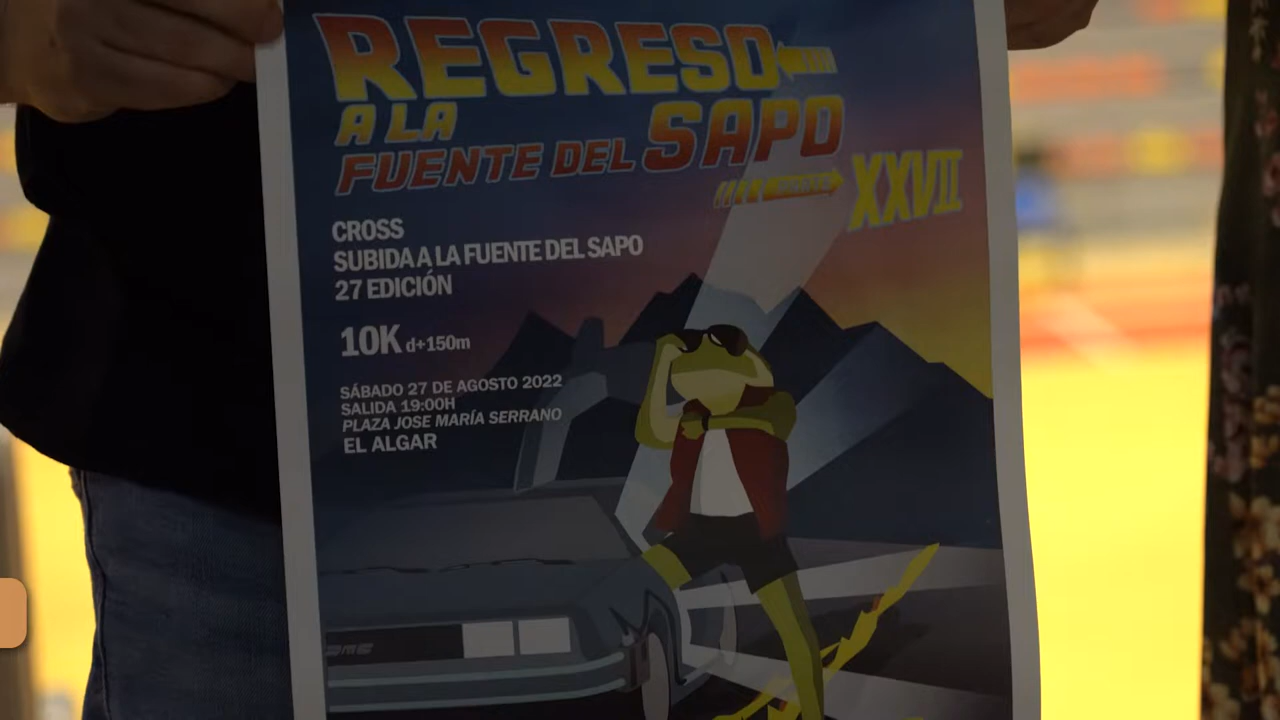 REGRESO
A LA
FUENTE DEL SAPO
XXVII
CROSS
SUBIDA A LA FUENTE DEL SAPO
27 EDICIÓN
10K d+150m
SÁBADO 27 DE AGOSTO 2022
SALIDA 19:00H
PLAZA JOSE MARÍA SERRANO
EL ALGAR
DMC